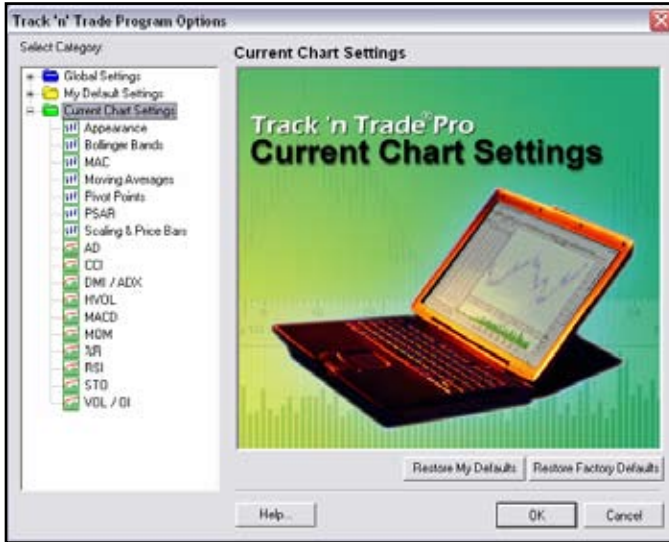 Track 'n' Trade Program Options
Select Category
Current Chart Settings
Global Settings
My Default Settings
Current Chart Settings
Appearance
Bollinger Bands
MAC
Moving Averages
Pivot Points
PSAR
Scaling & Price Bars
AD
CCI
DMI / ADX
HVOL
MACD
MOM
%R
RSI
STO
VOL / OI
Track 'n Trade® Pro
Current Chart Settings
Restore My Defaults
Restore Factory Defaults
Help...
OK
Cancel